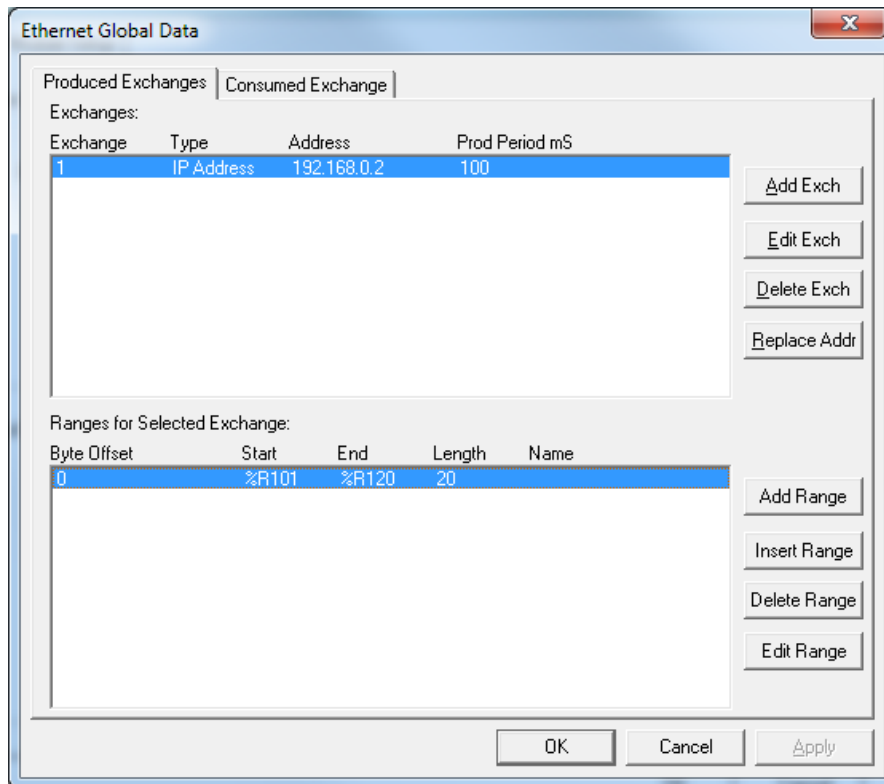 Ethernet Global Data
Produced Exchanges Consumed Exchange
Exchanges:
Exchange Type Address Prod Period mS
1 IP Address 192.168.0.2 100
Add Exch
Edit Exch
Delete Exch
Replace Addr
Ranges for Selected Exchange:
Byte Offset Start End Length Name
0 %R101 %R120 20
Add Range
Insert Range
Delete Range
Edit Range
OK Cancel Apply